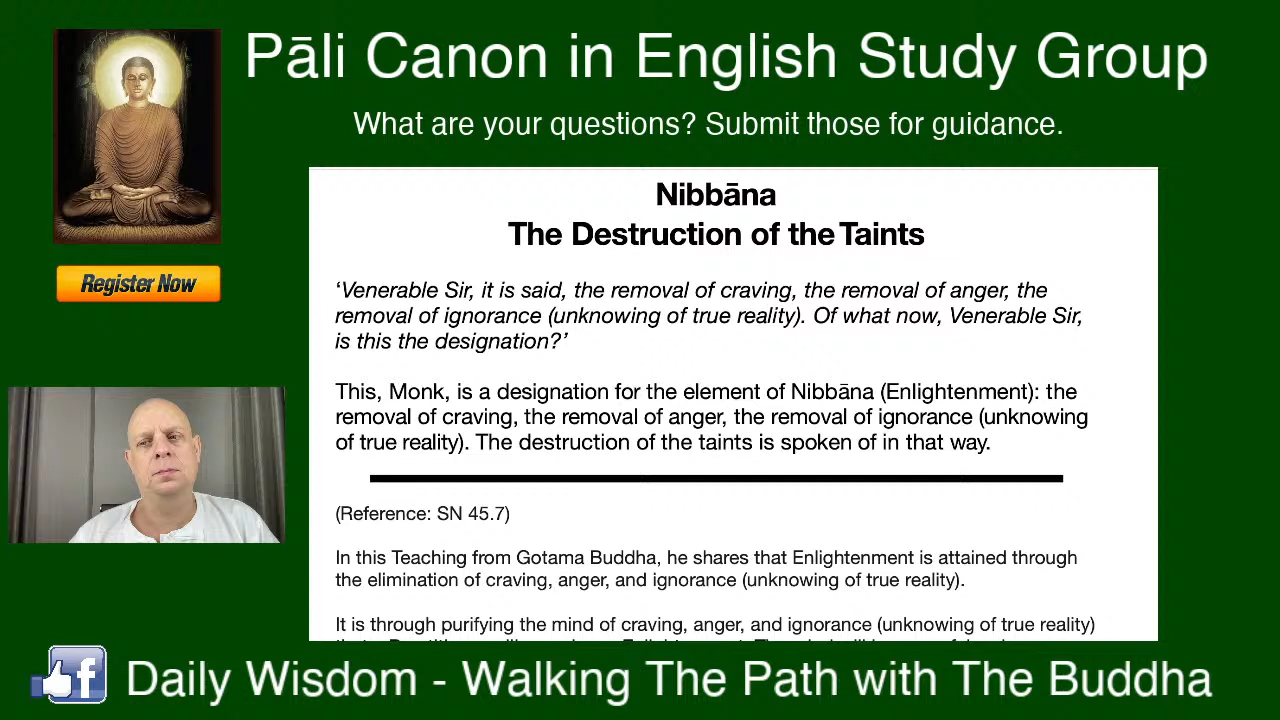 Pāli Canon in English Study Group
What are your questions? Submit those for guidance.
Register Now
Nibbāna
The Destruction of the Taints
‘Venerable Sir, it is said, the removal of craving, the removal of anger, the
removal of ignorance (unknowing of true reality). Of what now, Venerable Sir,
is this the designation?’
This, Monk, is a designation for the element of Nibbāna (Enlightenment): the
removal of craving, the removal of anger, the removal of ignorance (unknowing
of true reality). The destruction of the taints is spoken of in that way.
(Reference: SN 45.7)
In this Teaching from Gotama Buddha, he shares that Enlightenment is attained through
the elimination of craving, anger, and ignorance (unknowing of true reality).
It is through purifying the mind of craving, anger, and ignorance (unknowing of true reality)
f
Daily Wisdom - Walking The Path with The Buddha